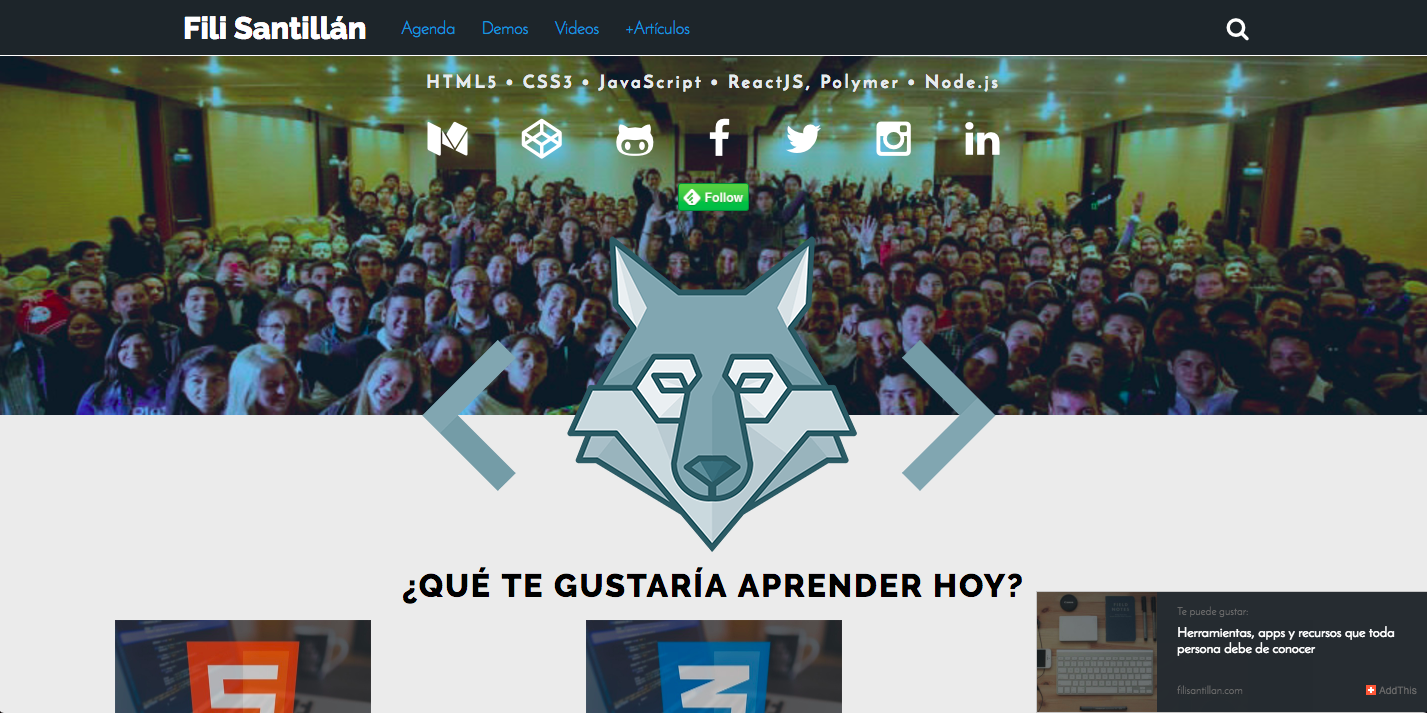 Fili Santillán
Agenda Demos Videos +Artículos
HTML5 • CSS3 • JavaScript • ReactJS, Polymer • Node.js
Follow
¿QUÉ TE GUSTARÍA APRENDER HOY?
Te puede gustar:
Herramientas, apps y recursos que toda
persona debe de conocer
filisantillan.com
AddThis